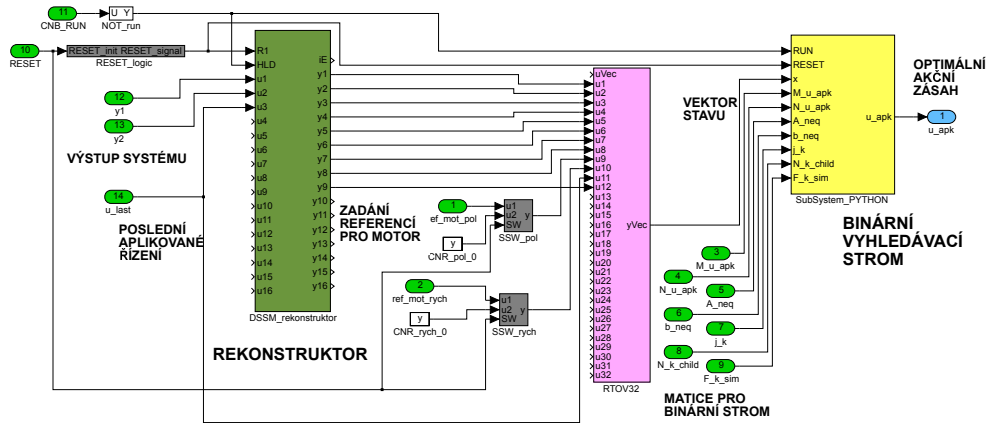 11
CNB_RUN
U Y
NOT_run
10
RESET
RESET_init RESET_signal
RESET_logic
12
y1
13
y2
VÝSTUP SYSTÉMU
14
u_last
POSLEDNÍ
APLIKOVANÉ
ŘÍZENÍ
R1
HLD
u1
u2
u3
u4
u5
u6
u7
u8
u9
u10
u11
u12
u13
u14
u15
u16
iE
y1
y2
y3
y4
y5
y6
y7
y8
y9
y10
y11
y12
y13
y14
y15
y16
DSSM_rekonstruktor
REKONSTRUKTOR
ZADÁNÍ
REFERENCÍ
PRO MOTOR
1
ef_mot_pol
y
CNR_pol_0
u1
u2 y
SW
SSW_pol
2
ref_mot_rych
y
CNR_rych_0
u1
u2 y
SW
SSW_rych
uVec
u1
u2
u3
u4
u5
u6
u7
u8
u9
u10
u11
u12
u13
u14
u15
u16
u17
u18
u19
u20
u21
u22
u23
u24
u25
u26
u27
u28
u29
u30
u31
u32
yVec
RTOV32
VEKTOR
STAVU
3
M_u_apk
4
N_u_apk
5
A_neq
6
b_neq
7
j_k
8
N_k_child
9
F_k_sim
MATICE PRO
BINÁRNÍ STROM
RUN
RESET
x
M_u_apk
N_u_apk
A_neq
b_neq
j_k
N_k_child
F_k_sim
u_apk
SubSystem_PYTHON
BINÁRNÍ
VYHLEDÁVACÍ
STROM
OPTIMÁLNÍ
AKČNÍ
ZÁSAH
1
u_apk